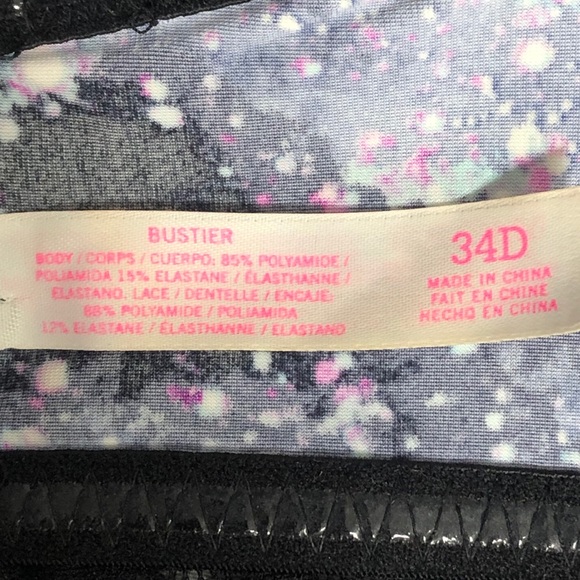 BUSTIER
BODY / CORPS / CUERPO: 85% POLYAMIDE /
POLIAMIDA 15% ELASTANE / ÉLASTHANNE /
ELASTANO. LACE / DENTELLE / ENCAJE:
88% POLYAMIDE / POLIAMIDA
12% ELASTANE / ÉLASTHANNE / ELASTANO
34D
MADE IN CHINA
FAIT EN CHINE
HECHO EN CHINA